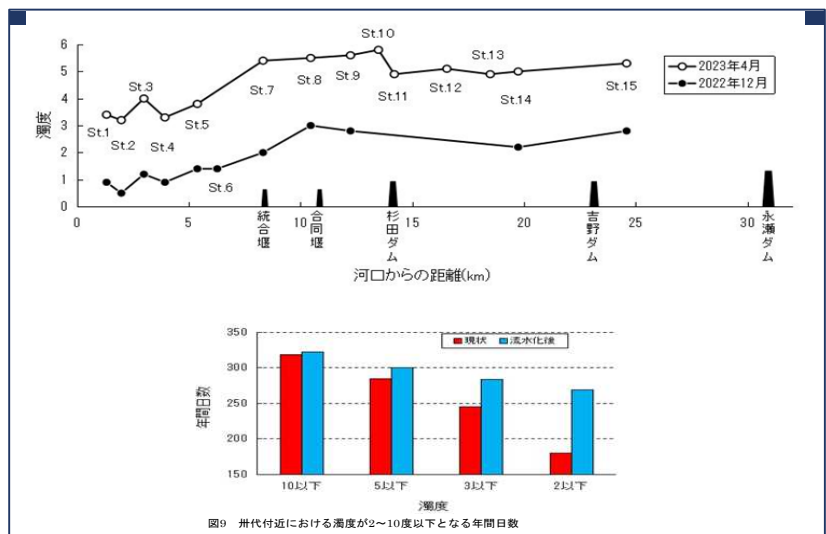 6
5
4
3
2
1
0
濁度
St.1
St.2
St.3
St.4
St.5
St.6
St.7
St.8
St.9
St.10
St.11
St.12
St.13
St.14
St.15
2023年4月
2022年12月
0
5
10
15
20
25
30
統合堰
合同堰
杉田ダム
吉野ダム
永瀬ダム
河口からの距離(km)
350
300
250
200
150
年間日数
現状
流水化後
10以下
5以下
3以下
2以下
濁度
図9 卅代付近における濁度が2～10度以下となる年間日数